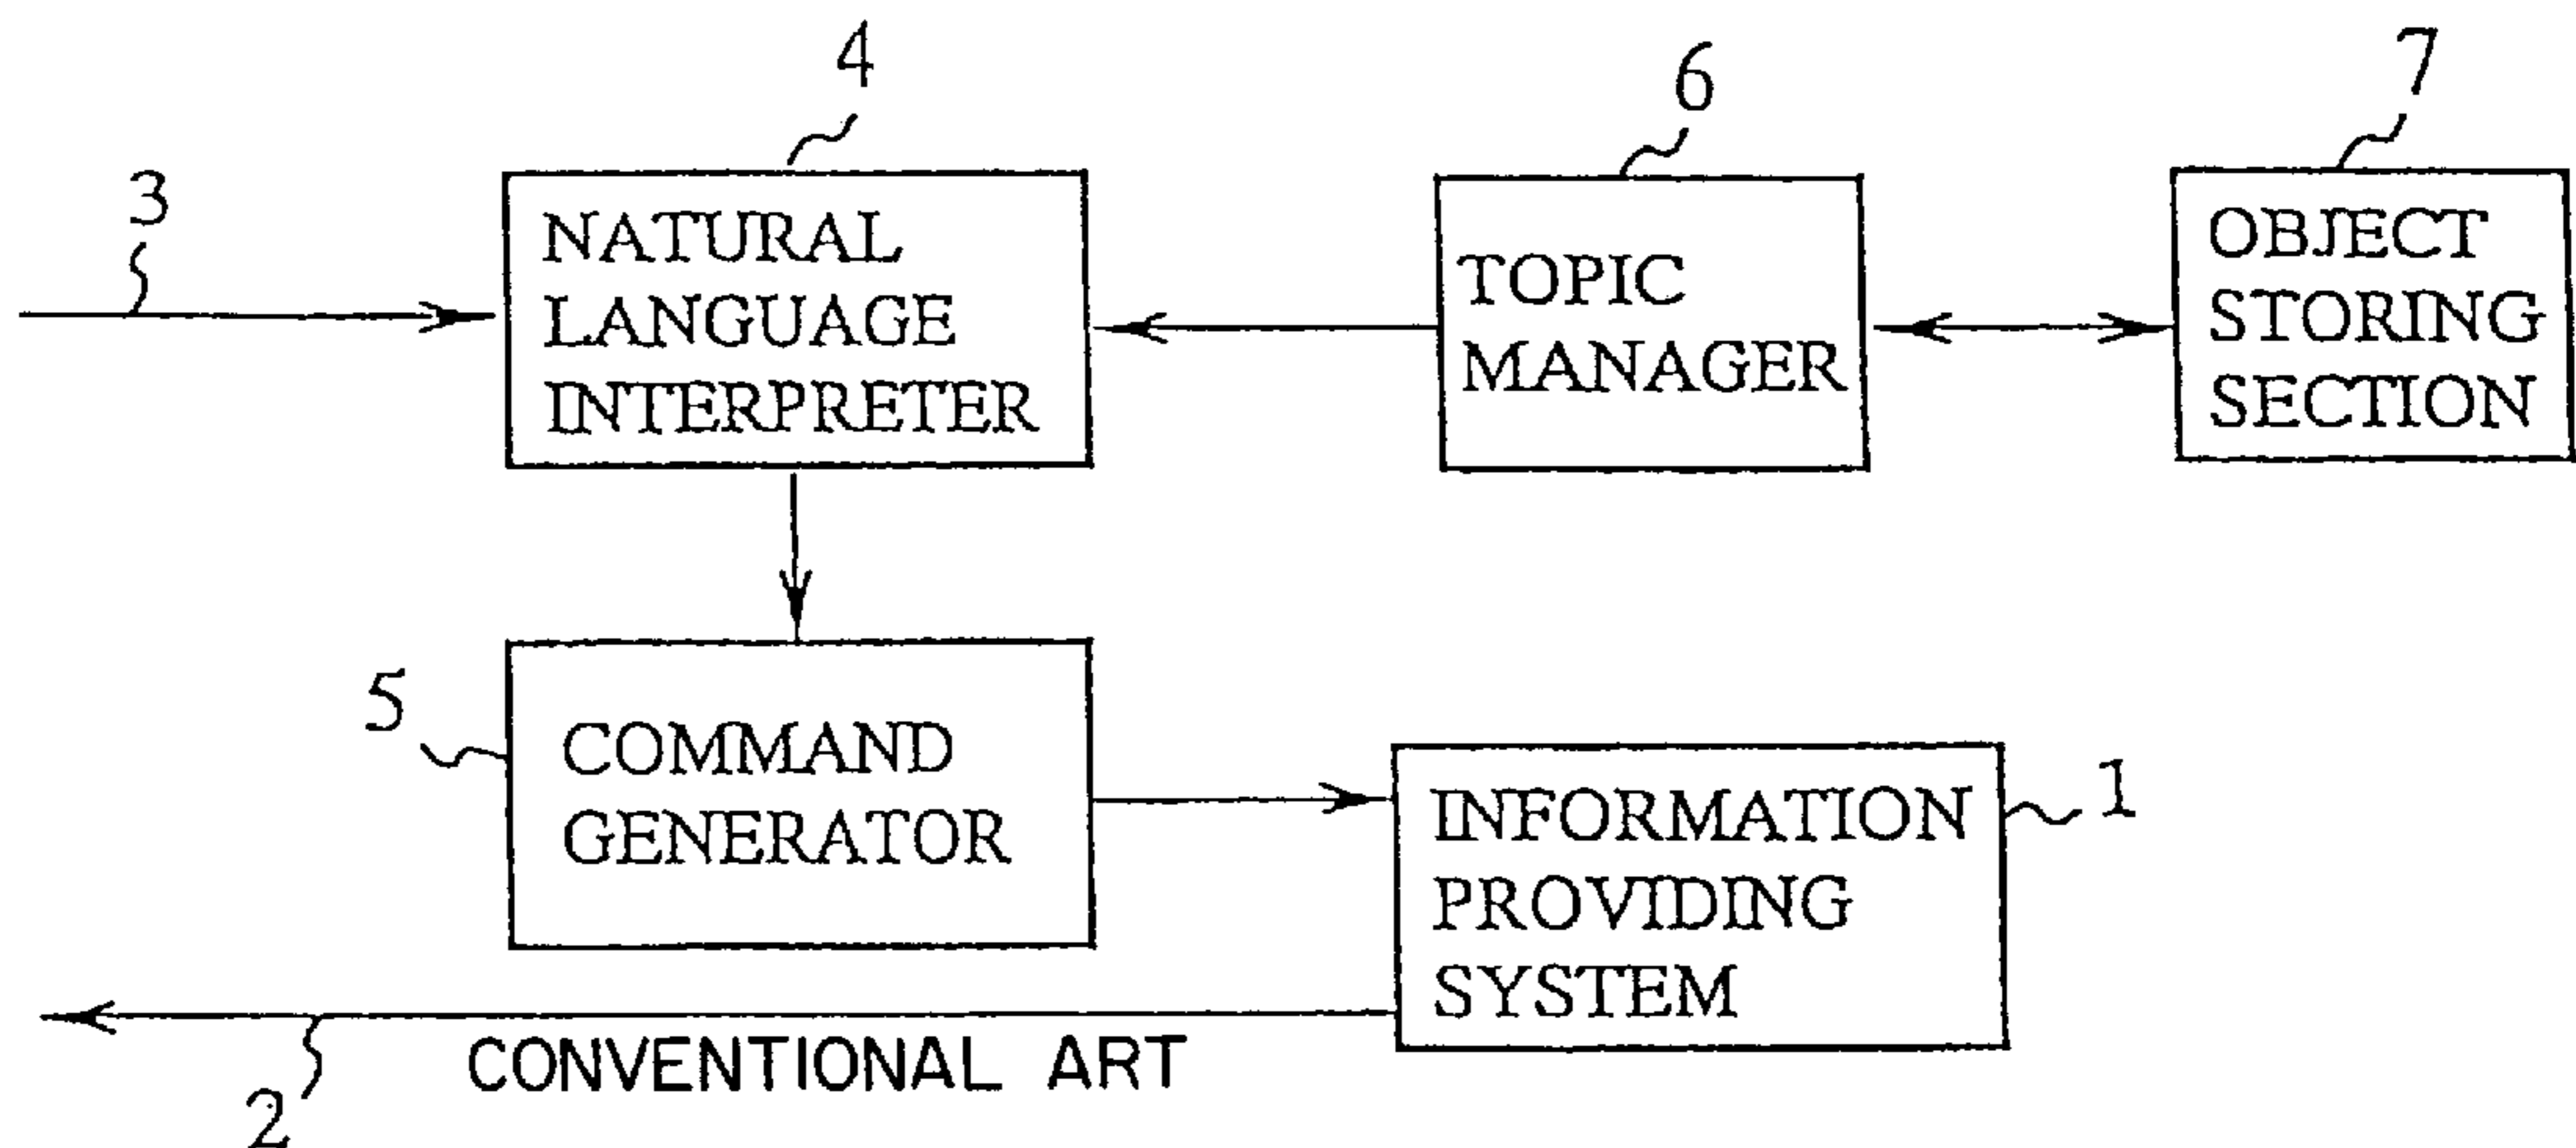 4
6
7
3
NATURAL
LANGUAGE
INTERPRETER
TOPIC
MANAGER
OBJECT
STORING
SECTION
5
COMMAND
GENERATOR
INFORMATION
PROVIDING
SYSTEM
1
2
CONVENTIONAL ART